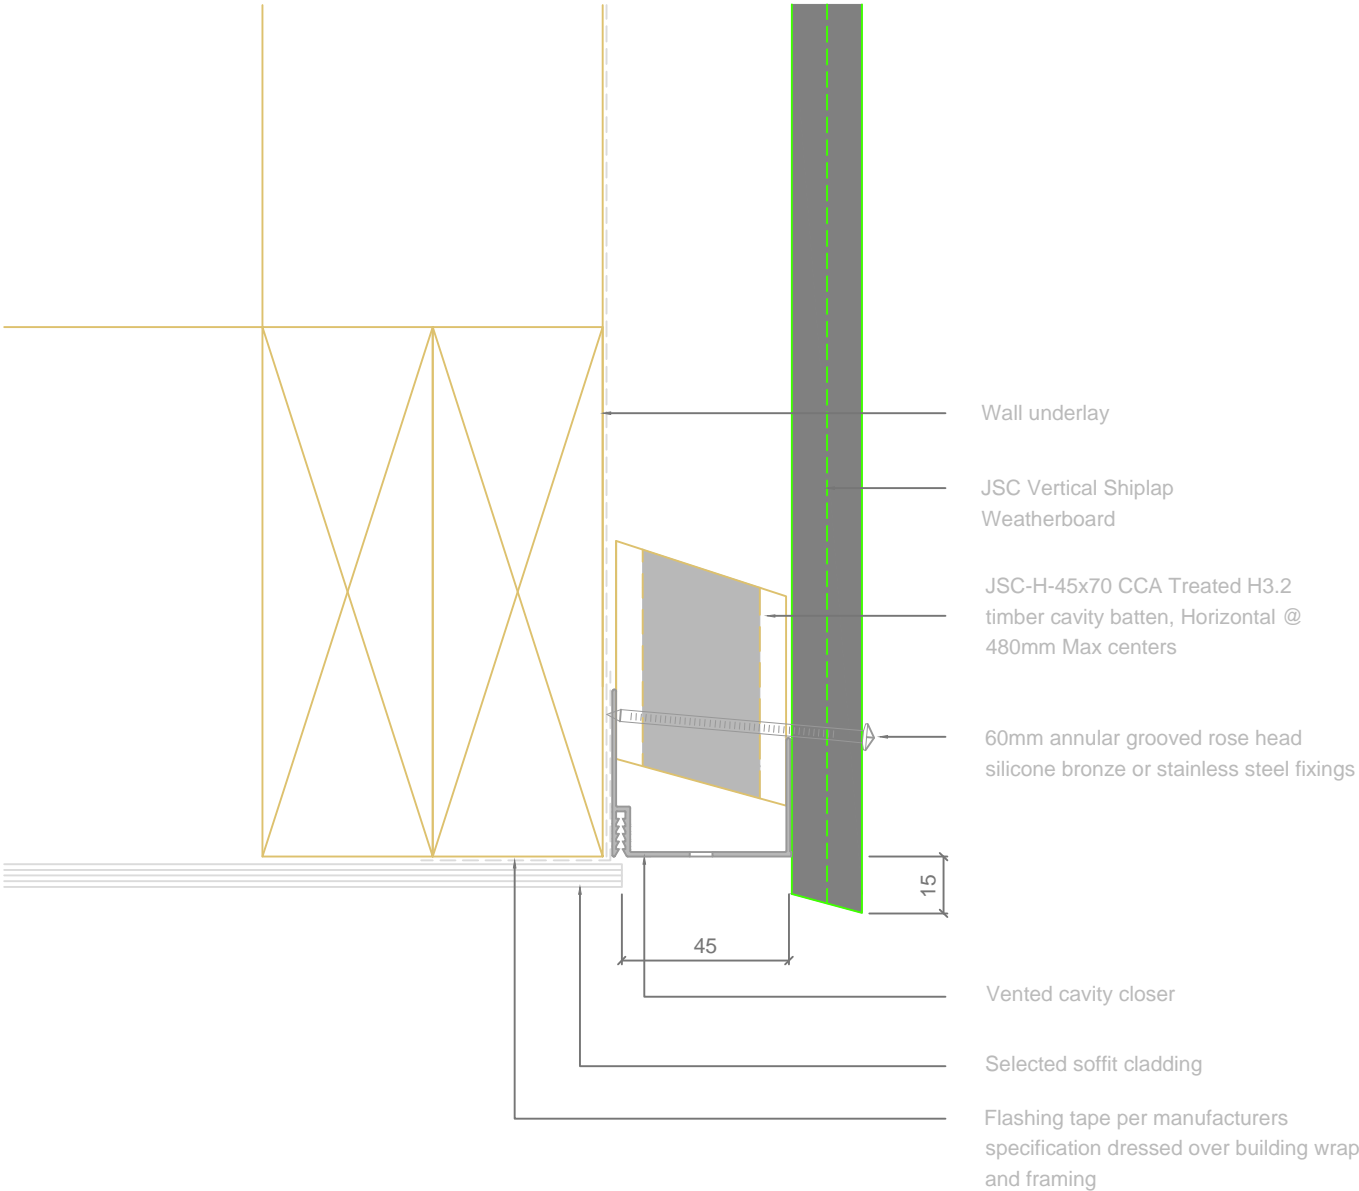 Wall underlay
JSC Vertical Shiplap
Weatherboard
JSC-H-45x70 CCA Treated H3.2
timber cavity batten, Horizontal @
480mm Max centers
60mm annular grooved rose head
silicone bronze or stainless steel fixings
15
45
Vented cavity closer
Selected soffit cladding
Flashing tape per manufacturers
specification dressed over building wrap
and framing